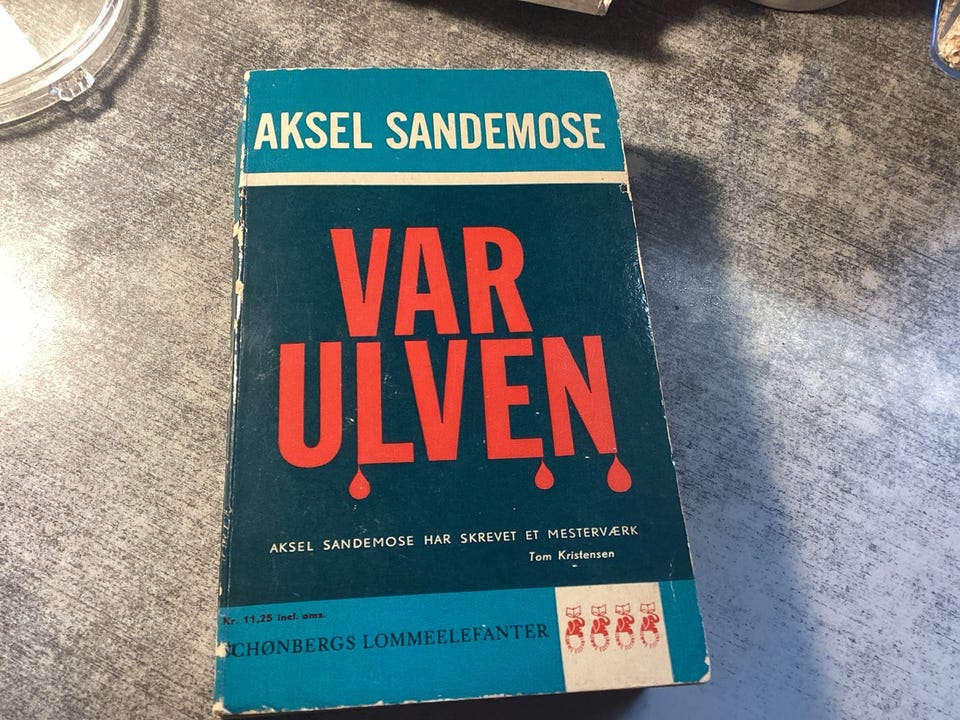 AKSEL SANDEMOSE
VAR
ULVEN
AKSEL SANDEMOSE HAR SKREVET ET MESTERVÆRK
Tom Kristensen
Kr. 11,25 incl. oms.
SCHØNBERGS LOMMEELEFANTER